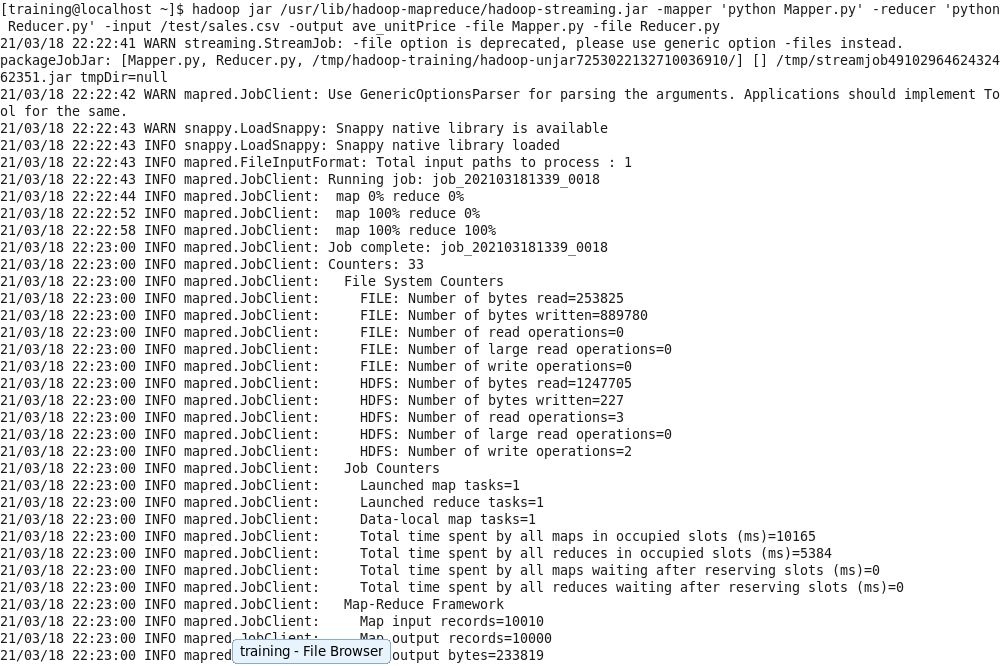 [training@localhost ~]$ hadoop jar /usr/lib/hadoop-mapreduce/hadoop-streaming.jar -mapper 'python Mapper.py' -reducer 'python
 Reducer.py' -input /test/sales.csv -output ave_unitPrice -file Mapper.py -file Reducer.py
21/03/18 22:22:41 WARN streaming.StreamJob: -file option is deprecated, please use generic option -files instead.
packageJobJar: [Mapper.py, Reducer.py, /tmp/hadoop-training/hadoop-unjar7253022132710036910/] [] /tmp/streamjob49102964624324
62351.jar tmpDir=null
21/03/18 22:22:42 WARN mapred.JobClient: Use GenericOptionsParser for parsing the arguments. Applications should implement To
ol for the same.
21/03/18 22:22:43 WARN snappy.LoadSnappy: Snappy native library is available
21/03/18 22:22:43 INFO snappy.LoadSnappy: Snappy native library loaded
21/03/18 22:22:43 INFO mapred.FileInputFormat: Total input paths to process : 1
21/03/18 22:22:43 INFO mapred.JobClient: Running job: job_202103181339_0018
21/03/18 22:22:44 INFO mapred.JobClient:  map 0% reduce 0%
21/03/18 22:22:52 INFO mapred.JobClient:  map 100% reduce 0%
21/03/18 22:22:58 INFO mapred.JobClient:  map 100% reduce 100%
21/03/18 22:23:00 INFO mapred.JobClient: Job complete: job_202103181339_0018
21/03/18 22:23:00 INFO mapred.JobClient: Counters: 33
21/03/18 22:23:00 INFO mapred.JobClient:   File System Counters
21/03/18 22:23:00 INFO mapred.JobClient:     FILE: Number of bytes read=253825
21/03/18 22:23:00 INFO mapred.JobClient:     FILE: Number of bytes written=889780
21/03/18 22:23:00 INFO mapred.JobClient:     FILE: Number of read operations=0
21/03/18 22:23:00 INFO mapred.JobClient:     FILE: Number of large read operations=0
21/03/18 22:23:00 INFO mapred.JobClient:     FILE: Number of write operations=0
21/03/18 22:23:00 INFO mapred.JobClient:     HDFS: Number of bytes read=1247705
21/03/18 22:23:00 INFO mapred.JobClient:     HDFS: Number of bytes written=227
21/03/18 22:23:00 INFO mapred.JobClient:     HDFS: Number of read operations=3
21/03/18 22:23:00 INFO mapred.JobClient:     HDFS: Number of large read operations=0
21/03/18 22:23:00 INFO mapred.JobClient:     HDFS: Number of write operations=2
21/03/18 22:23:00 INFO mapred.JobClient:   Job Counters
21/03/18 22:23:00 INFO mapred.JobClient:     Launched map tasks=1
21/03/18 22:23:00 INFO mapred.JobClient:     Launched reduce tasks=1
21/03/18 22:23:00 INFO mapred.JobClient:     Data-local map tasks=1
21/03/18 22:23:00 INFO mapred.JobClient:     Total time spent by all maps in occupied slots (ms)=10165
21/03/18 22:23:00 INFO mapred.JobClient:     Total time spent by all reduces in occupied slots (ms)=5384
21/03/18 22:23:00 INFO mapred.JobClient:     Total time spent by all maps waiting after reserving slots (ms)=0
21/03/18 22:23:00 INFO mapred.JobClient:     Total time spent by all reduces waiting after reserving slots (ms)=0
21/03/18 22:23:00 INFO mapred.JobClient:   Map-Reduce Framework
21/03/18 22:23:00 INFO mapred.JobClient:     Map input records=10010
21/03/18 22:23:00 INFO mapred.JobClient:     Map output records=10000
21/03/18 22:23:00 INFO mapred output bytes=233819
training - File Browser